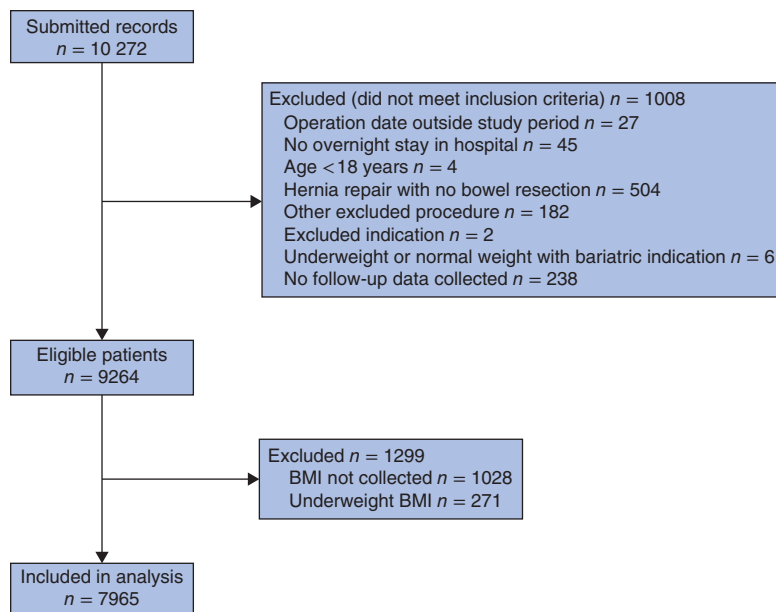 Submitted records
n = 10 272
Excluded (did not meet inclusion criteria) n = 1008
Operation date outside study period n = 27
No overnight stay in hospital n = 45
Age <18 years n = 4
Hernia repair with no bowel resection n = 504
Other excluded procedure n = 182
Excluded indication n = 2
Underweight or normal weight with bariatric indication n = 6
No follow-up data collected n = 238
Eligible patients
n = 9264
Excluded n = 1299
BMI not collected n = 1028
Underweight BMI n = 271
Included in analysis
n = 7965